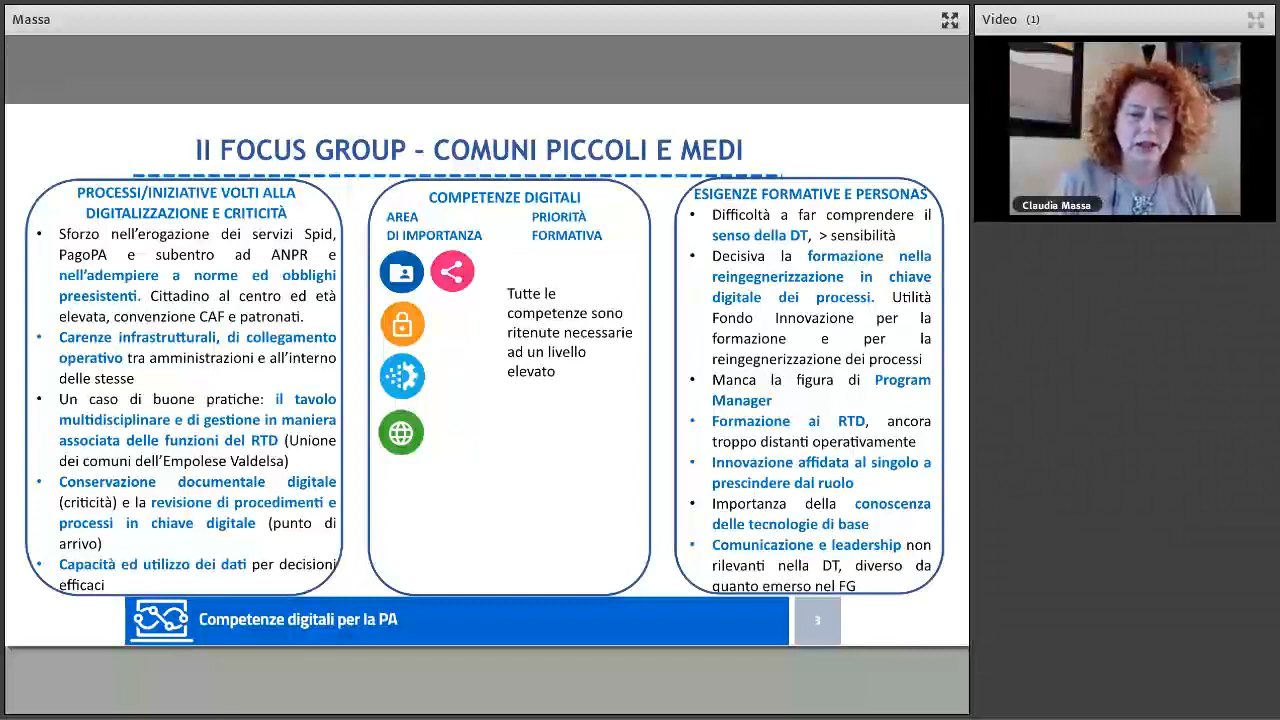 Massa
Video (1)
Claudia Massa
II FOCUS GROUP - COMUNI PICCOLI E MEDI
PROCESSI/INIZIATIVE VOLTI ALLA
DIGITALIZZAZIONE E CRITICITÀ
• Sforzo nell'erogazione dei servizi Spid,
PagoPA e subentro ad ANPR e
nell'adempiere a norme ed obblighi
preesistenti. Cittadino al centro ed età
elevata, convenzione CAF e patronati.
• Carenze infrastrutturali, di collegamento
operativo tra amministrazioni e all'interno
delle stesse
• Un caso di buone pratiche: il tavolo
multidisciplinare e di gestione in maniera
associata delle funzioni del RTD (Unione
dei comuni dell'Empolese Valdelsa)
• Conservazione documentale digitale
(criticità) e la revisione di procedimenti e
processi in chiave digitale (punto di
arrivo)
• Capacità ed utilizzo dei dati per decisioni
efficaci
COMPETENZE DIGITALI
AREA
DI IMPORTANZA
PRIORITÀ
FORMATIVA
Tutte le
competenze sono
ritenute necessarie
ad un livello
elevato
ESIGENZE FORMATIVE E PERSONAS
• Difficoltà a far comprendere il
senso della DT, > sensibilità
• Decisiva la formazione nella
reingegnerizzazione in chiave
digitale dei processi. Utilità
Fondo Innovazione per la
formazione e per la
reingegnerizzazione dei processi
• Manca la figura di Program
Manager
• Formazione ai RTD, ancora
troppo distanti operativamente
• Innovazione affidata al singolo a
prescindere dal ruolo
• Importanza della conoscenza
delle tecnologie di base
• Comunicazione e leadership non
rilevanti nella DT, diverso da
quanto emerso nel FG
Competenze digitali per la PA
3